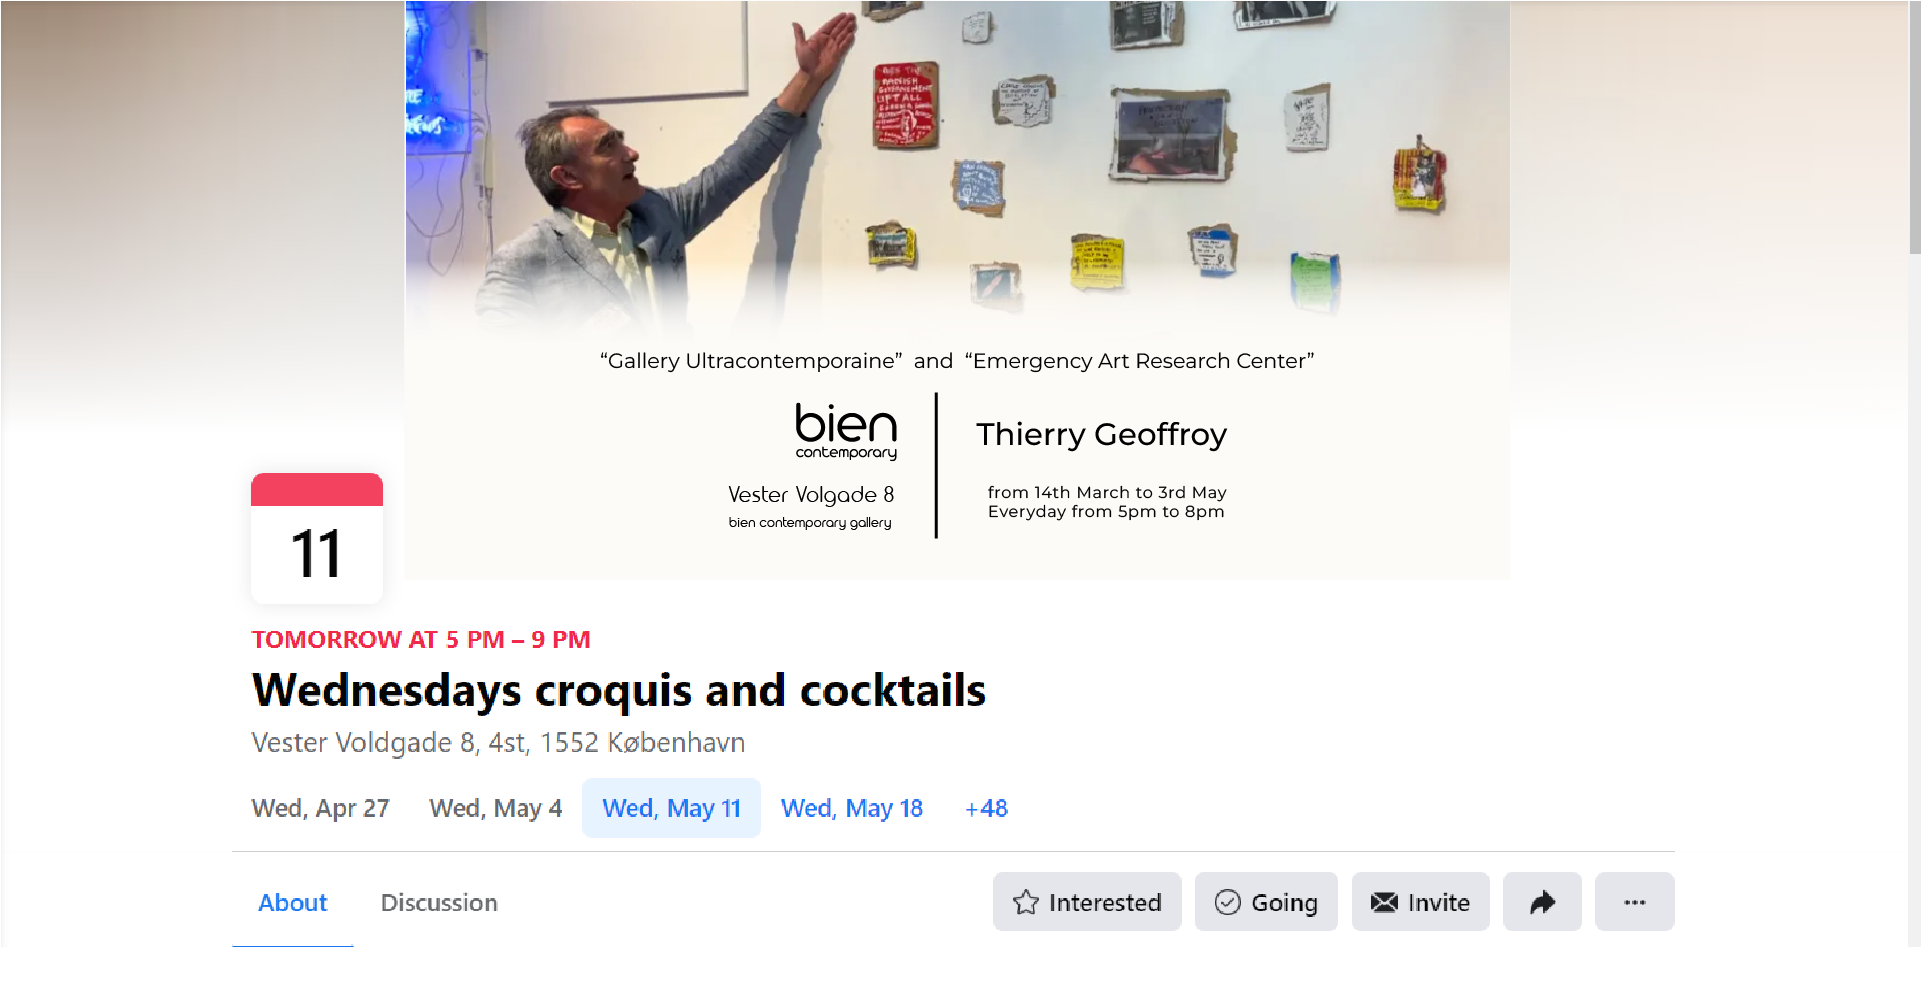 “Gallery Ultracontemporaine” and “Emergency Art Research Center”
bien
contemporary
Vester Volgade 8
bien contemporary gallery
Thierry Geoffroy
from 14th March to 3rd May
Everyday from 5pm to 8pm
11
TOMORROW AT 5 PM – 9 PM
Wednesdays croquis and cocktails
Vester Voldgade 8, 4st, 1552 København
Wed, Apr 27 Wed, May 4 Wed, May 11 Wed, May 18 +48
About Discussion Interested Going Invite